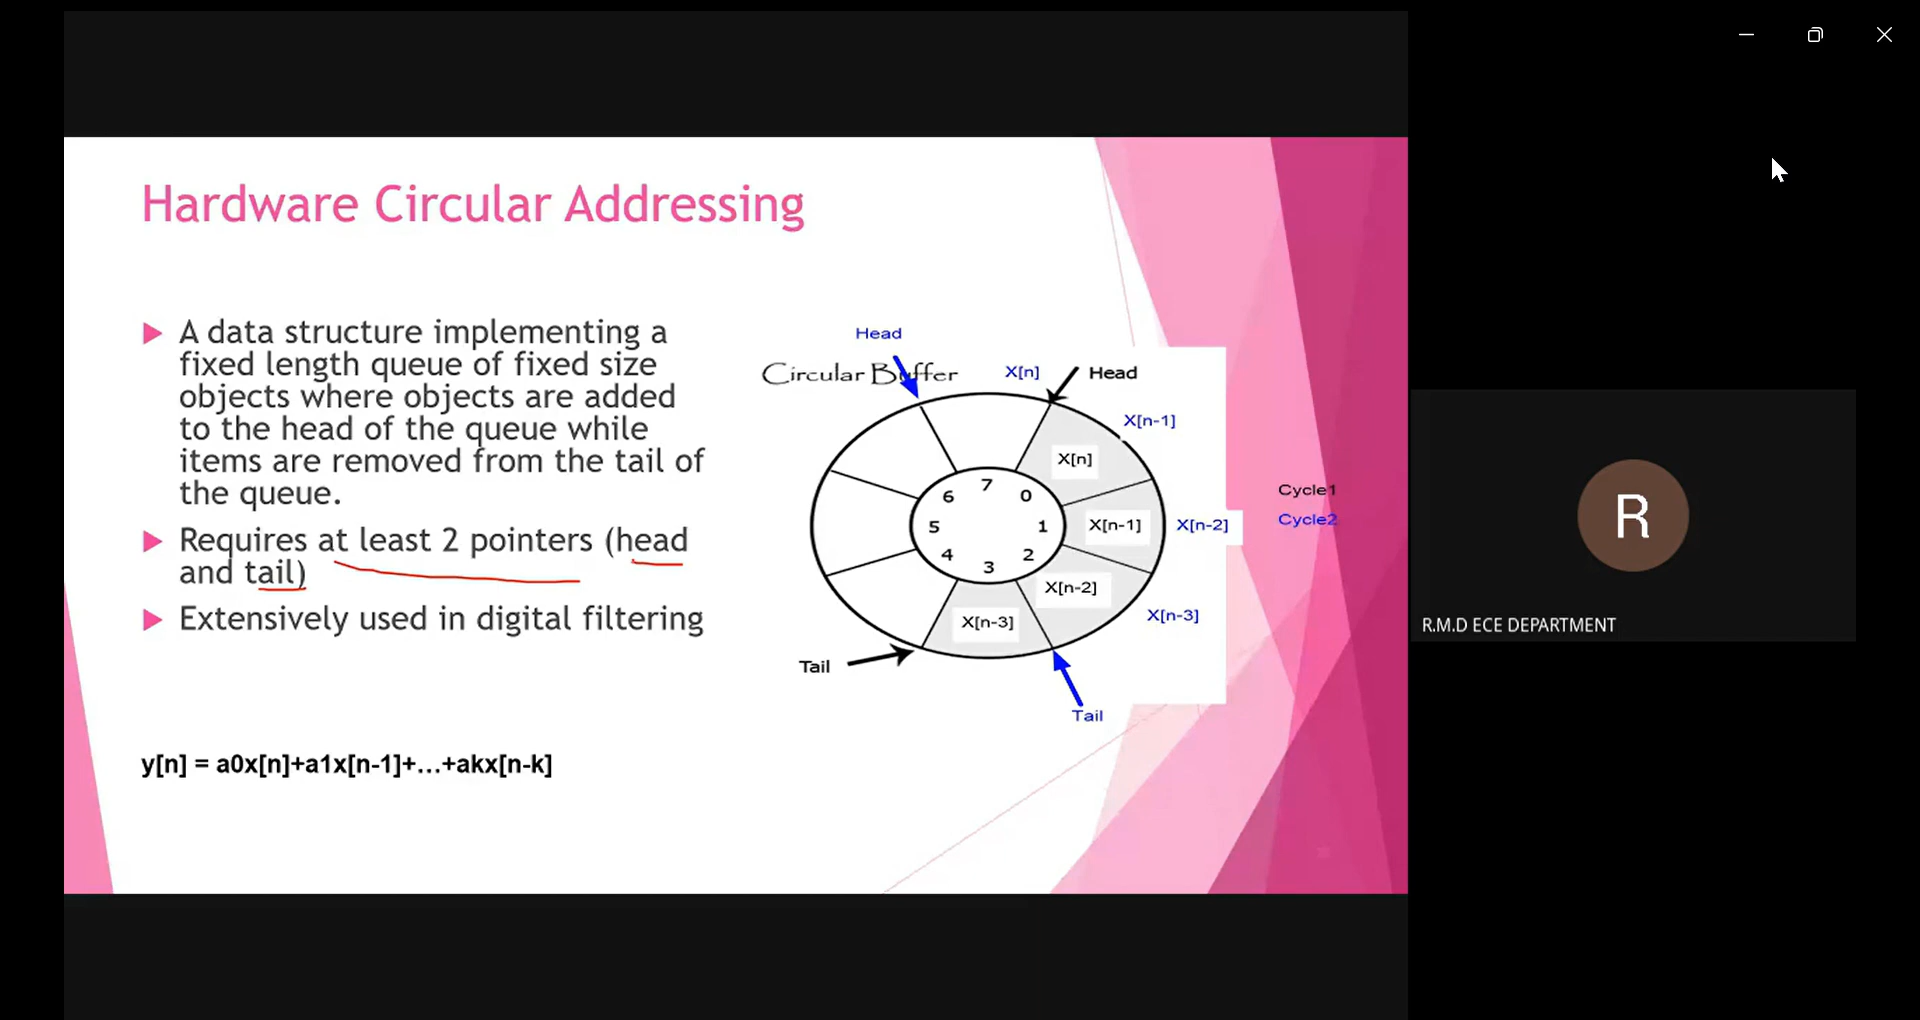 Hardware Circular Addressing
A data structure implementing a
fixed length queue of fixed size
objects where objects are added
to the head of the queue while
items are removed from the tail of
the queue.
Requires at least 2 pointers (head
and tail)
Extensively used in digital filtering
y[n] = a0x[n]+a1x[n-1]+...+akx[n-k]
Head
Circular Buffer
X[n]
Head
X[n-1]
X[n]
7
6
0
Cycle1
5
1
X[n-1]
X[n-2]
Cycle2
4
2
3
X[n-2]
X[n-3]
X[n-3]
Tail
Tail
R
R.M.D ECE DEPARTMENT